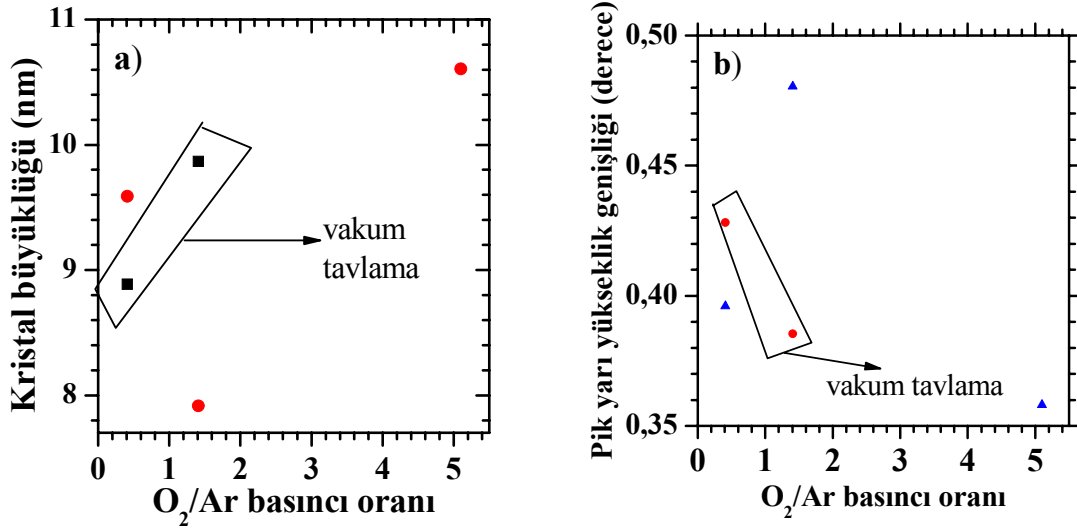 a)
Kristal büyüklüğü (nm)
11
10
9
8
vakum
tavlama
0 1 2 3 4 5
O₂/Ar basıncı oranı
b)
Pik yarı yükseklik genişliği (derece)
0,50
0,45
0,40
0,35
vakum tavlama
0 1 2 3 4 5
O₂/Ar basıncı oranı